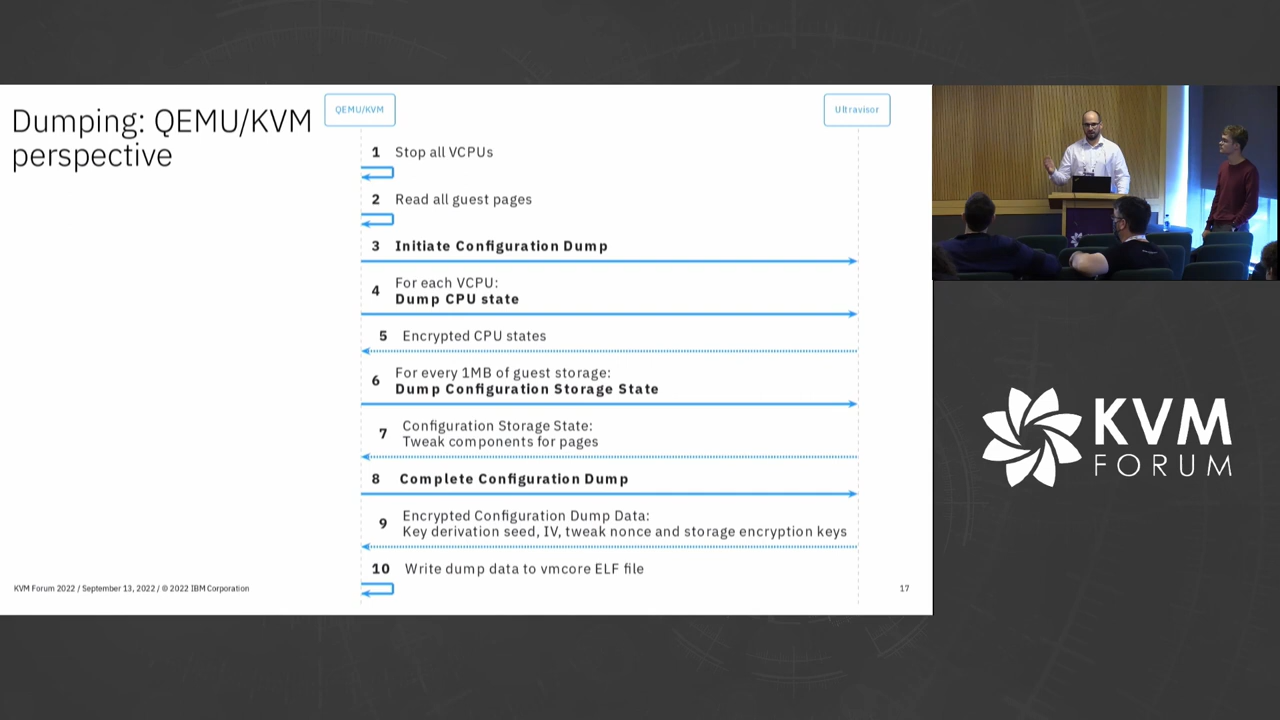 Dumping: QEMU/KVM
perspective
QEMU/KVM
Ultravisor
1 Stop all VCPUs
2 Read all guest pages
3 Initiate Configuration Dump
4 For each VCPU:
Dump CPU state
5 Encrypted CPU states
6 For every 1MB of guest storage:
Dump Configuration Storage State
7 Configuration Storage State:
Tweak components for pages
8 Complete Configuration Dump
9 Encrypted Configuration Dump Data:
Key derivation seed, IV, tweak nonce and storage encryption keys
10 Write dump data to vmcore ELF file
KVM Forum 2022 / September 13, 2022 / © 2022 IBM Corporation
17
KVM
FORUM